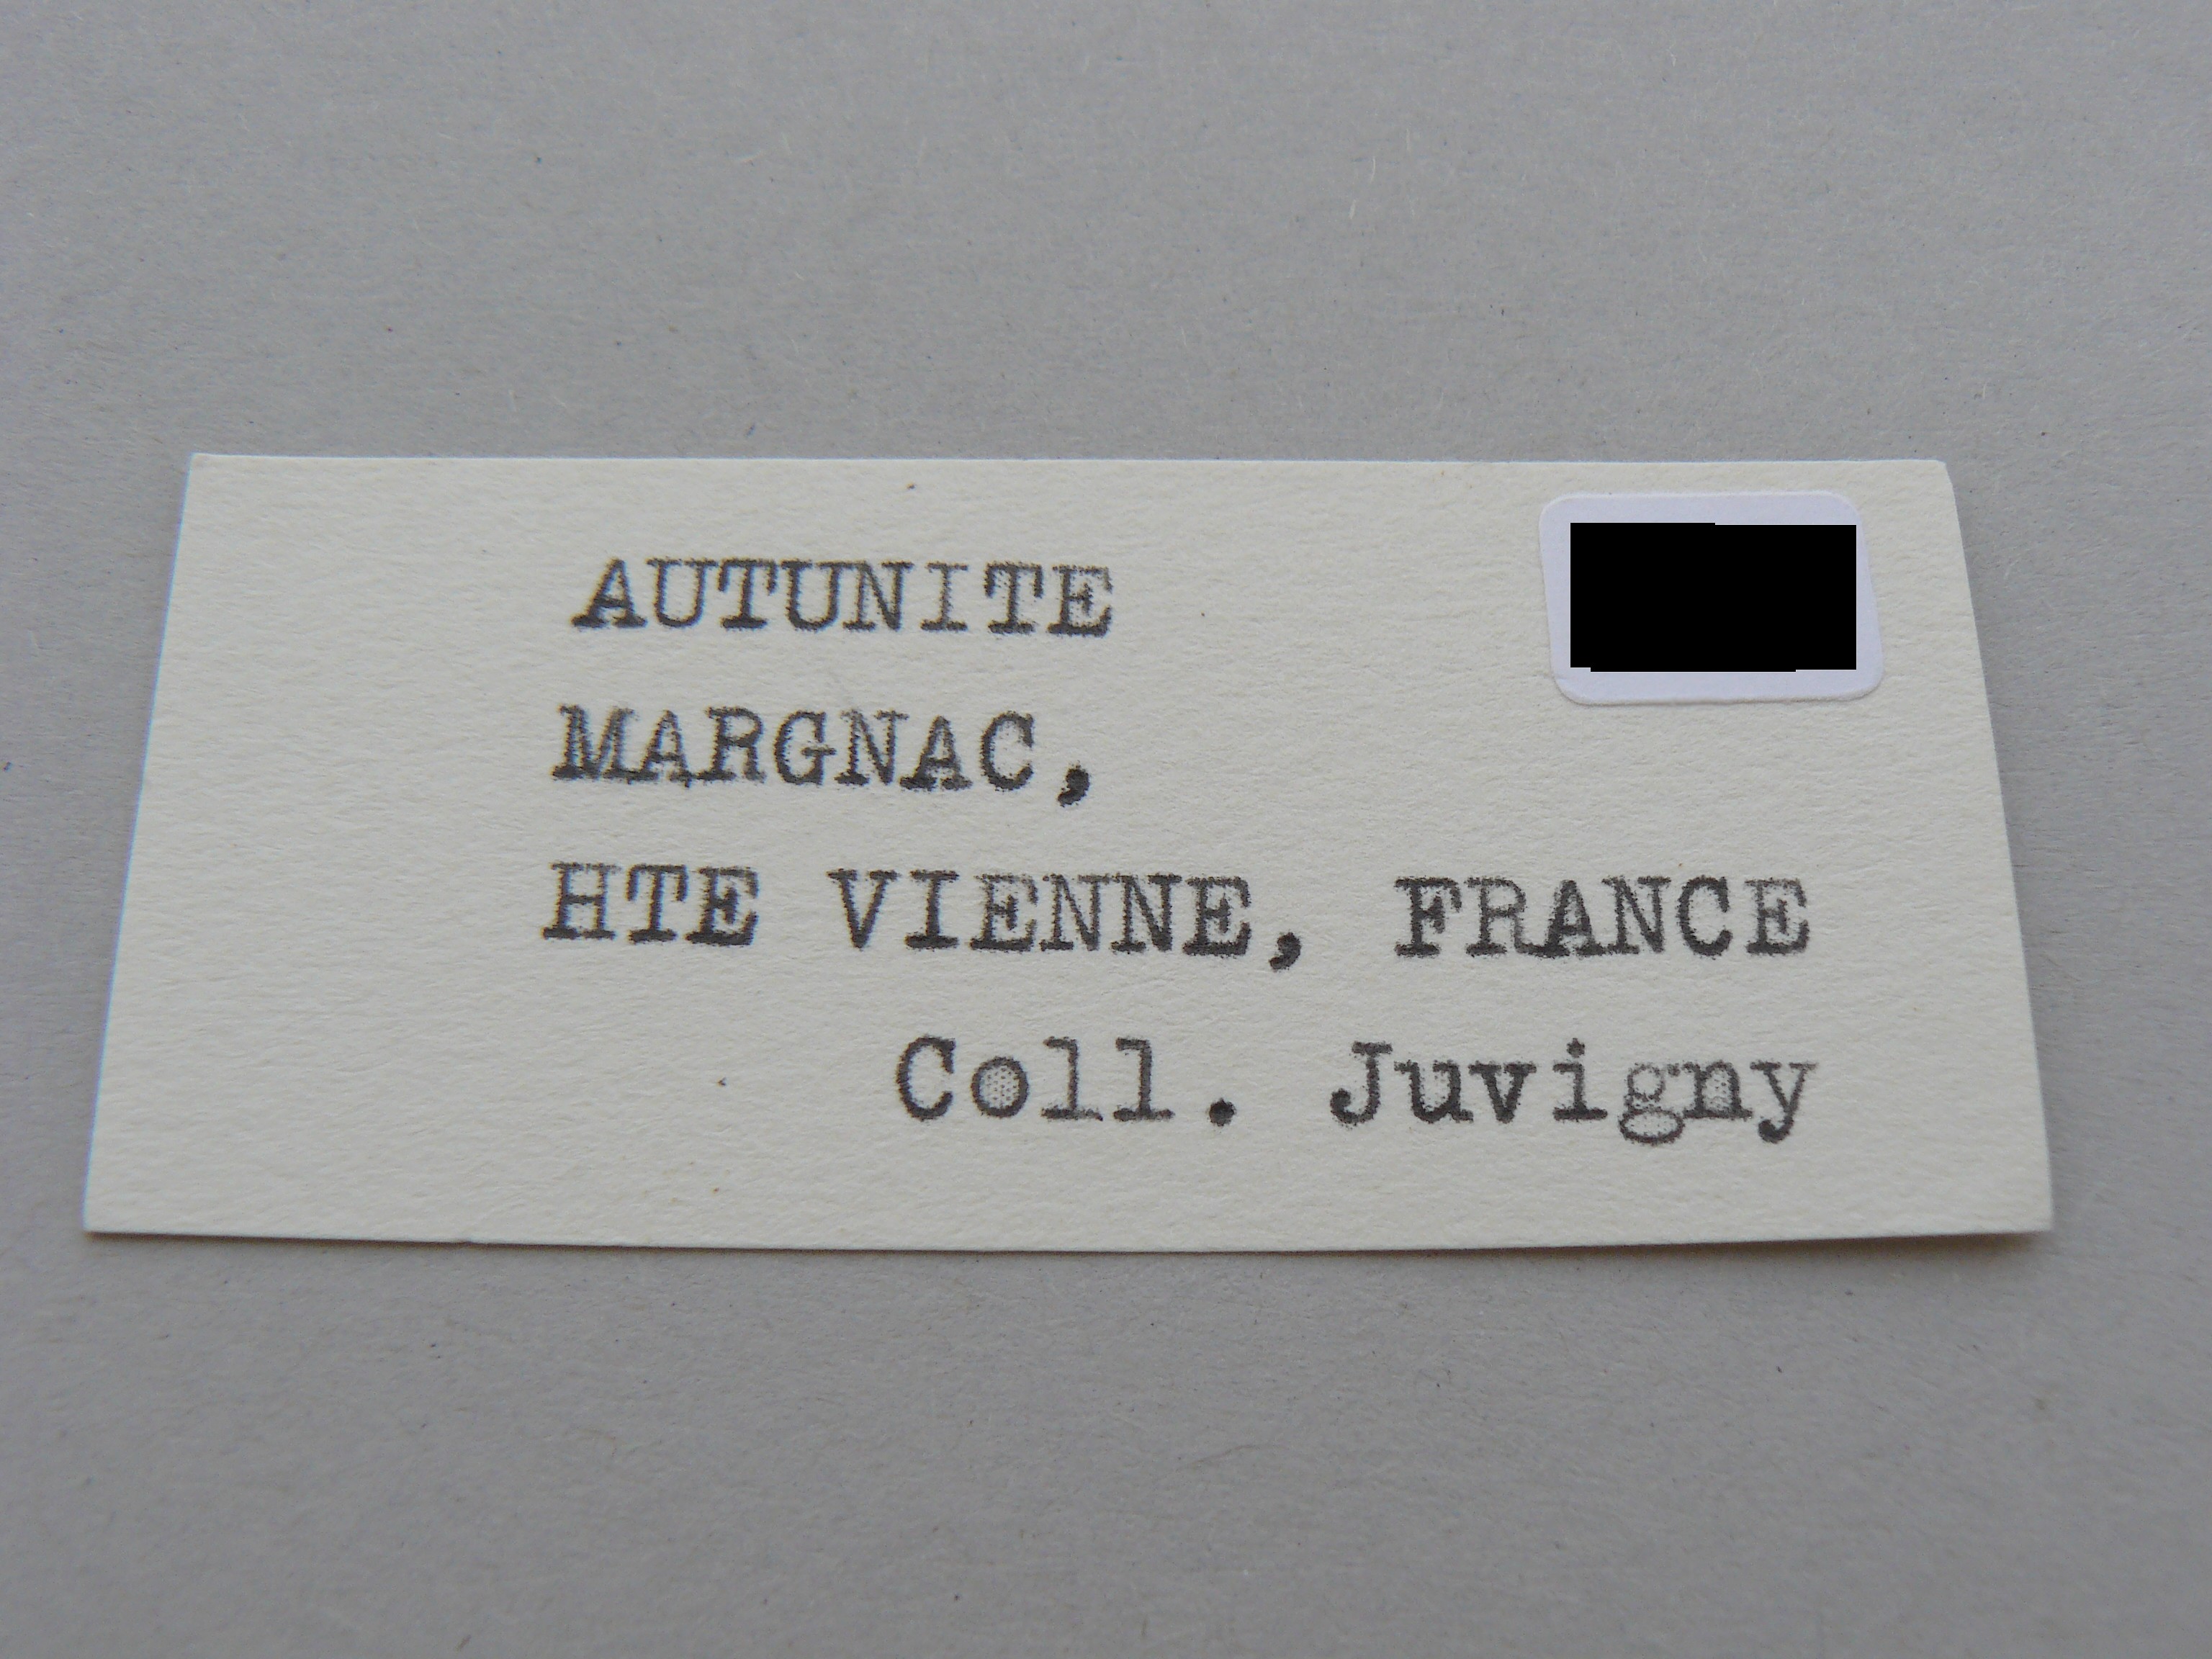 AUTUNITE
MARGNAC,
HTE VIENNE, FRANCE
Coll. Juvigny